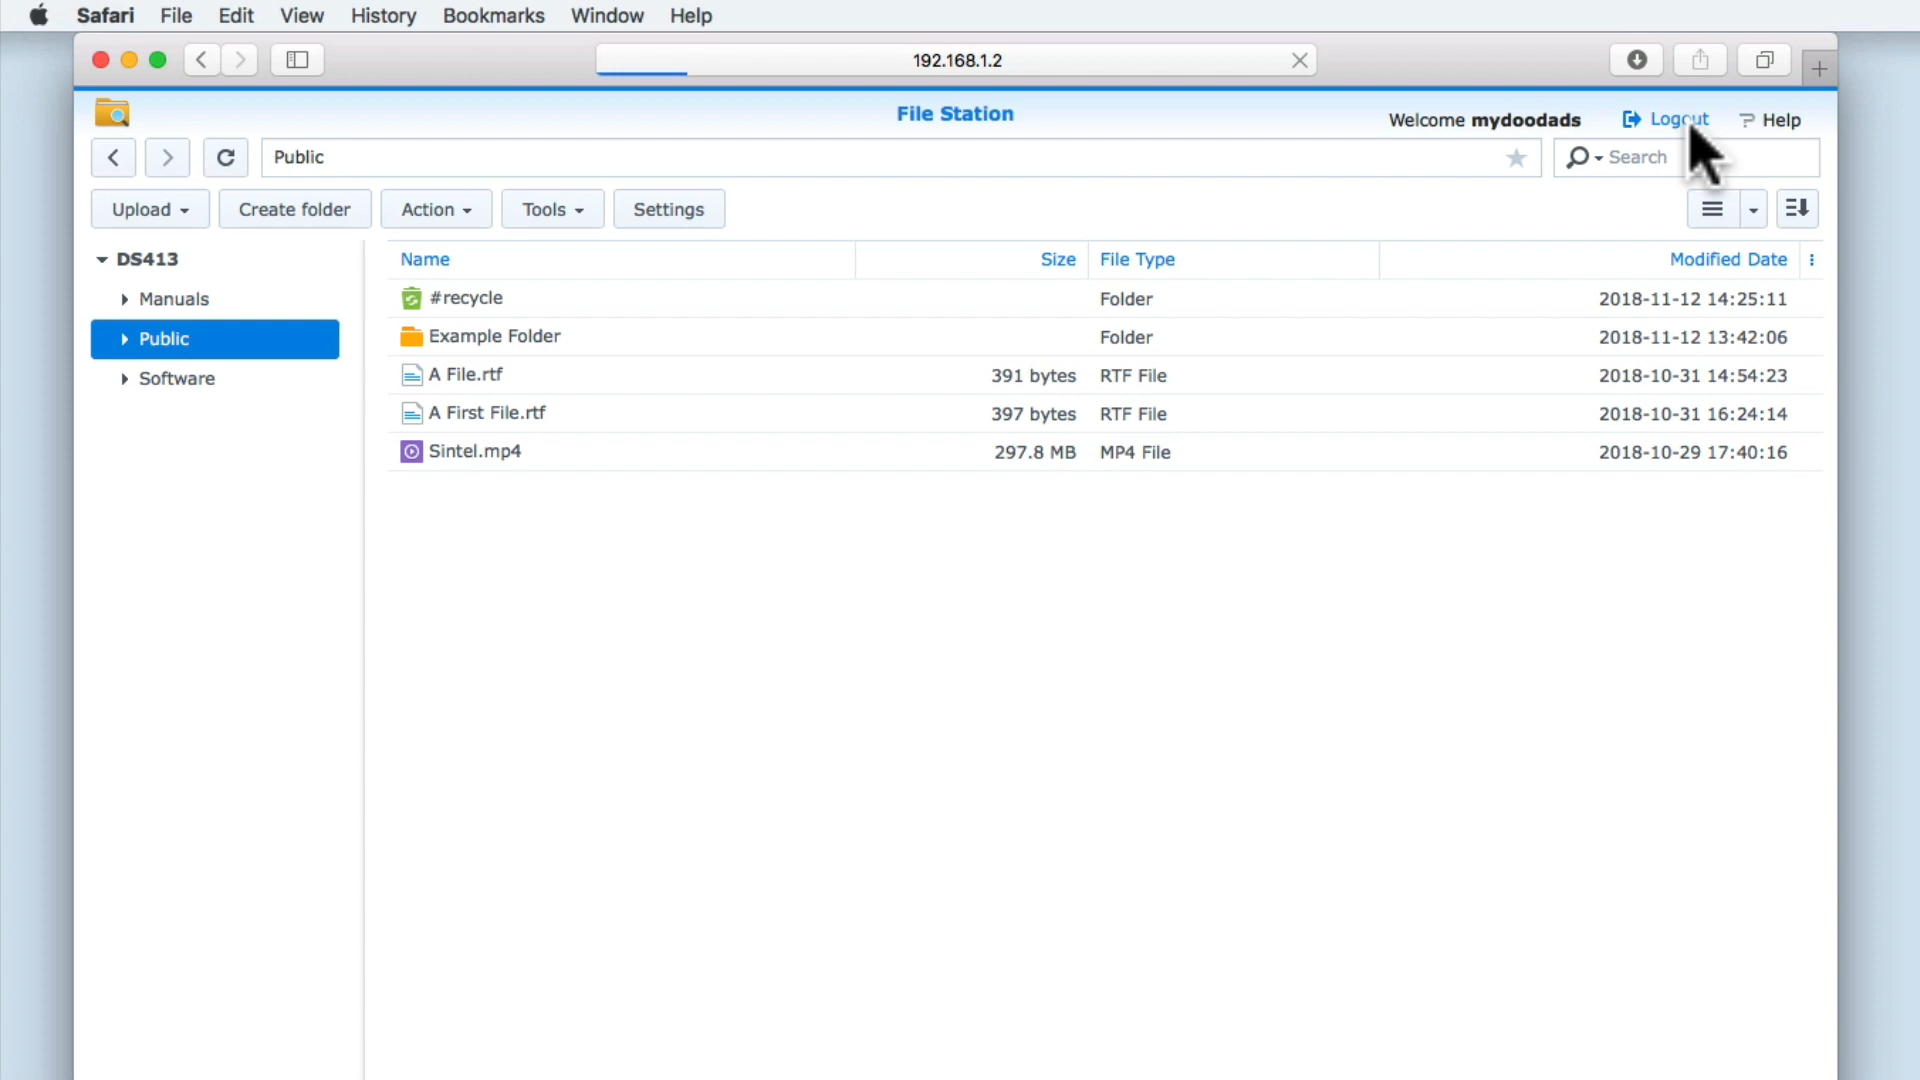 Safari File Edit View History Bookmarks Window Help
192.168.1.2
File Station
Welcome mydoodads Logout Help
Public
Search
Upload Create folder Action Tools Settings
DS413
Manuals
Public
Software
Name Size File Type Modified Date
#recycle Folder 2018-11-12 14:25:11
Example Folder Folder 2018-11-12 13:42:06
A File.rtf 391 bytes RTF File 2018-10-31 14:54:23
A First File.rtf 397 bytes RTF File 2018-10-31 16:24:14
Sintel.mp4 297.8 MB MP4 File 2018-10-29 17:40:16